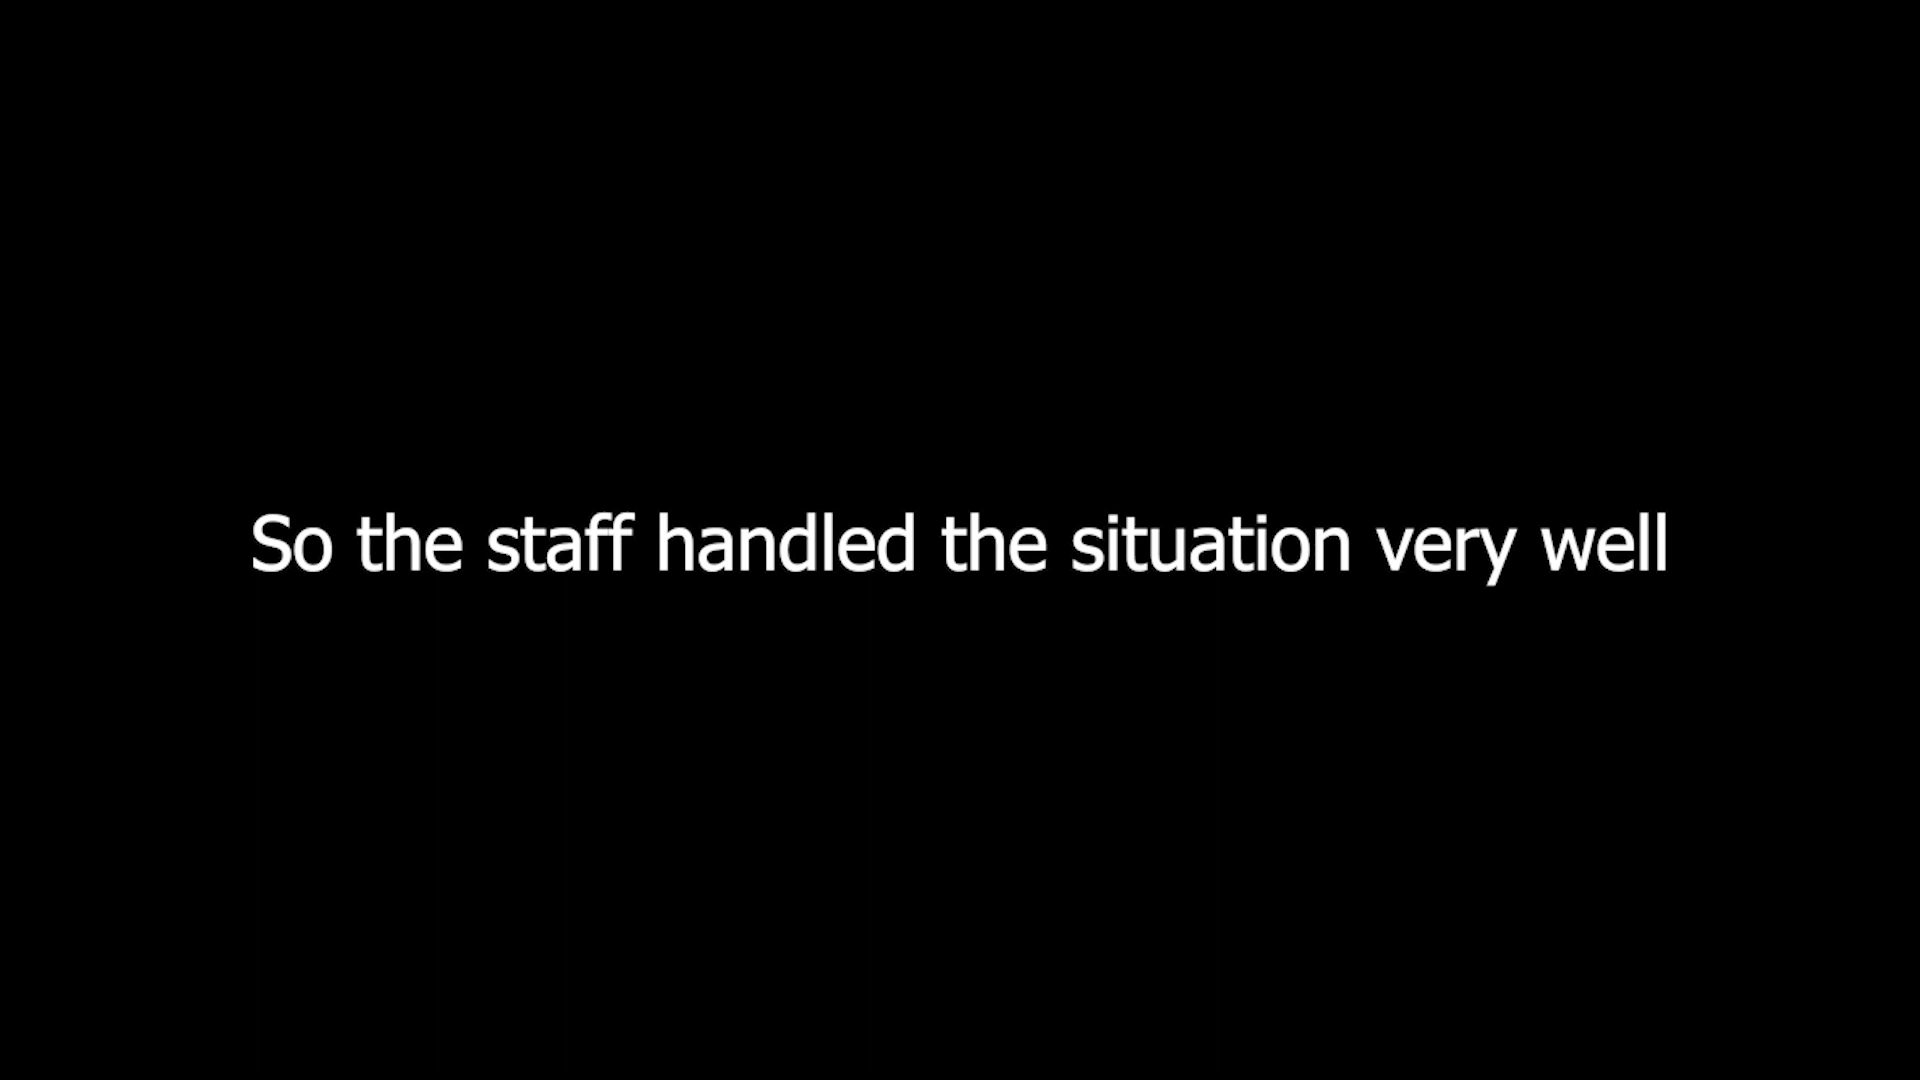 So the staff handled the situation very well